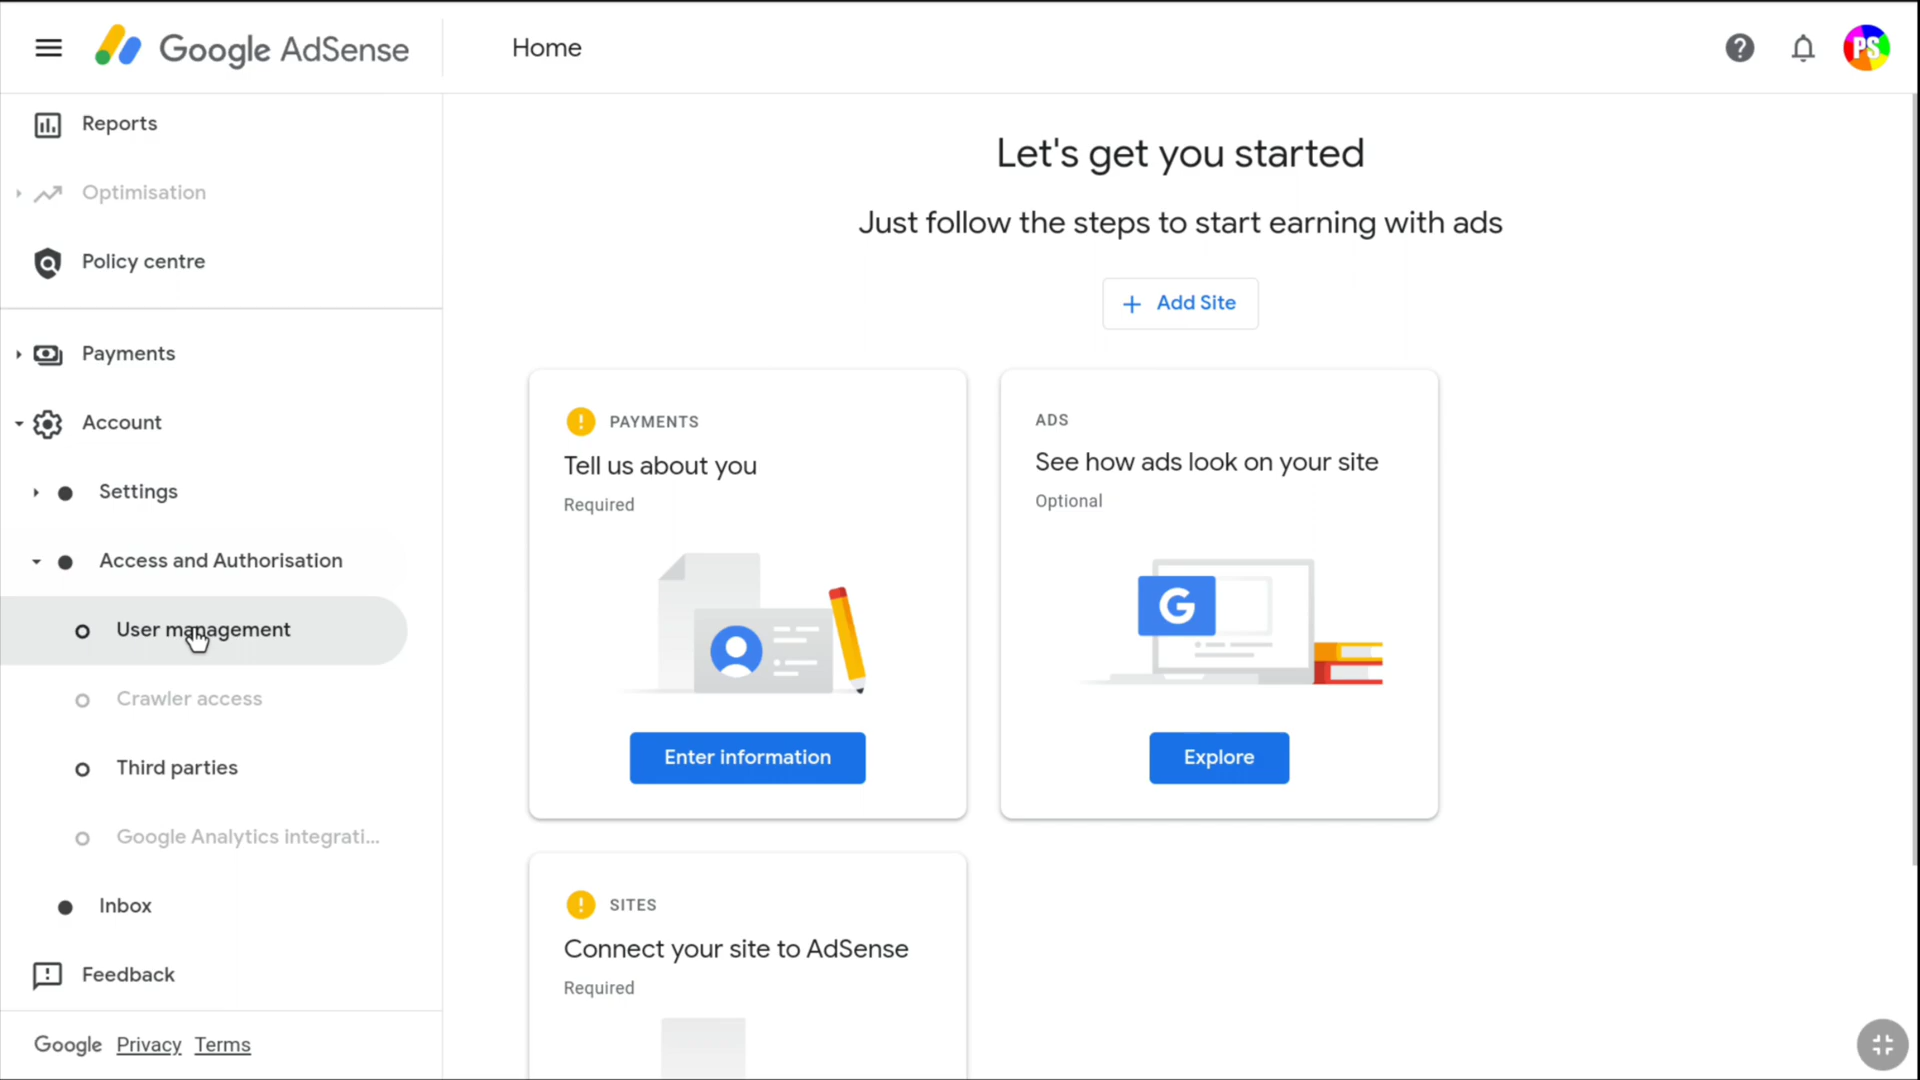 Google AdSense
Home
PS
Reports
Optimisation
Policy centre
Payments
Account
Settings
Access and Authorisation
User management
Crawler access
Third parties
Google Analytics integrati...
Inbox
Feedback
Google Privacy Terms
Let's get you started
Just follow the steps to start earning with ads
+ Add Site
PAYMENTS
Tell us about you
Required
Enter information
ADS
See how ads look on your site
Optional
G
Explore
SITES
Connect your site to AdSense
Required